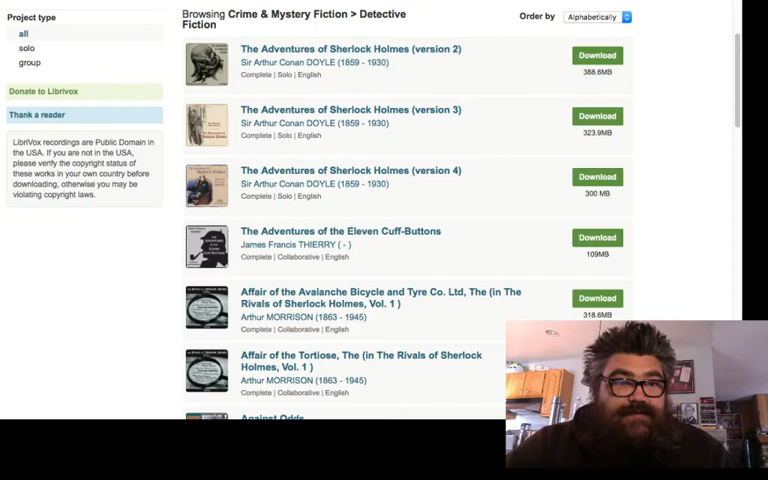 Project type
all
solo
group
Donate to Librivox
Thank a reader
LibriVox recordings are Public Domain in
the USA. If you are not in the USA,
please verify the copyright status of
these works in your own country before
downloading, otherwise you may be
violating copyright laws.
Browsing Crime & Mystery Fiction > Detective
Fiction
Order by
Alphabetically
The Adventures of Sherlock Holmes (version 2)
Sir Arthur Conan DOYLE (1859 - 1930)
Complete | Solo | English
Download
368.6MB
The Adventures of Sherlock Holmes (version 3)
Sir Arthur Conan DOYLE (1859 - 1930)
Complete | Solo | English
Download
323.9MB
The Adventures of Sherlock Holmes (version 4)
Sir Arthur Conan DOYLE (1859 - 1930)
Complete | Solo | English
Download
300 MB
The Adventures of the Eleven Cuff-Buttons
James Francis THIERRY ( - )
Complete | Collaborative | English
Download
109MB
Affair of the Avalanche Bicycle and Tyre Co. Ltd, The (in The
Rivals of Sherlock Holmes, Vol. 1 )
Arthur MORRISON (1863 - 1945)
Complete | Collaborative | English
Download
318.6MB
Affair of the Tortiose, The (in The Rivals of Sherlock
Holmes, Vol. 1 )
Arthur MORRISON (1863 - 1945)
Complete | Collaborative | English
Against Odds